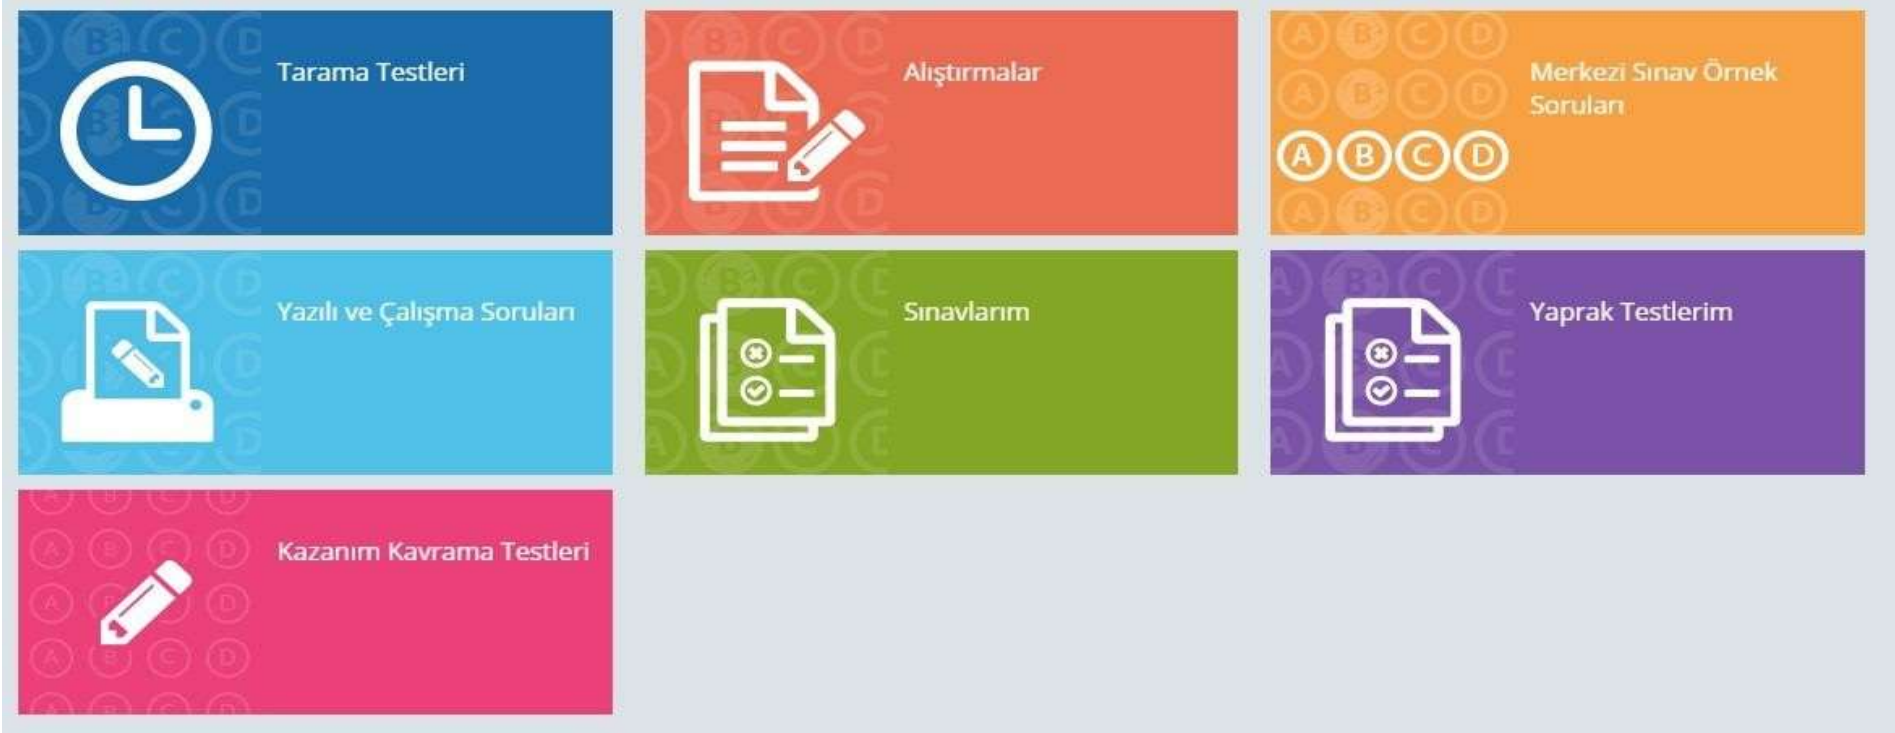 Tarama Testleri
Alıştırmalar
Merkezi Sınav Örnek
Soruları
A B C D
Yazılı ve Çalışma Soruları
Sınavlarım
Yaprak Testlerim
Kazanım Kavrama Testleri